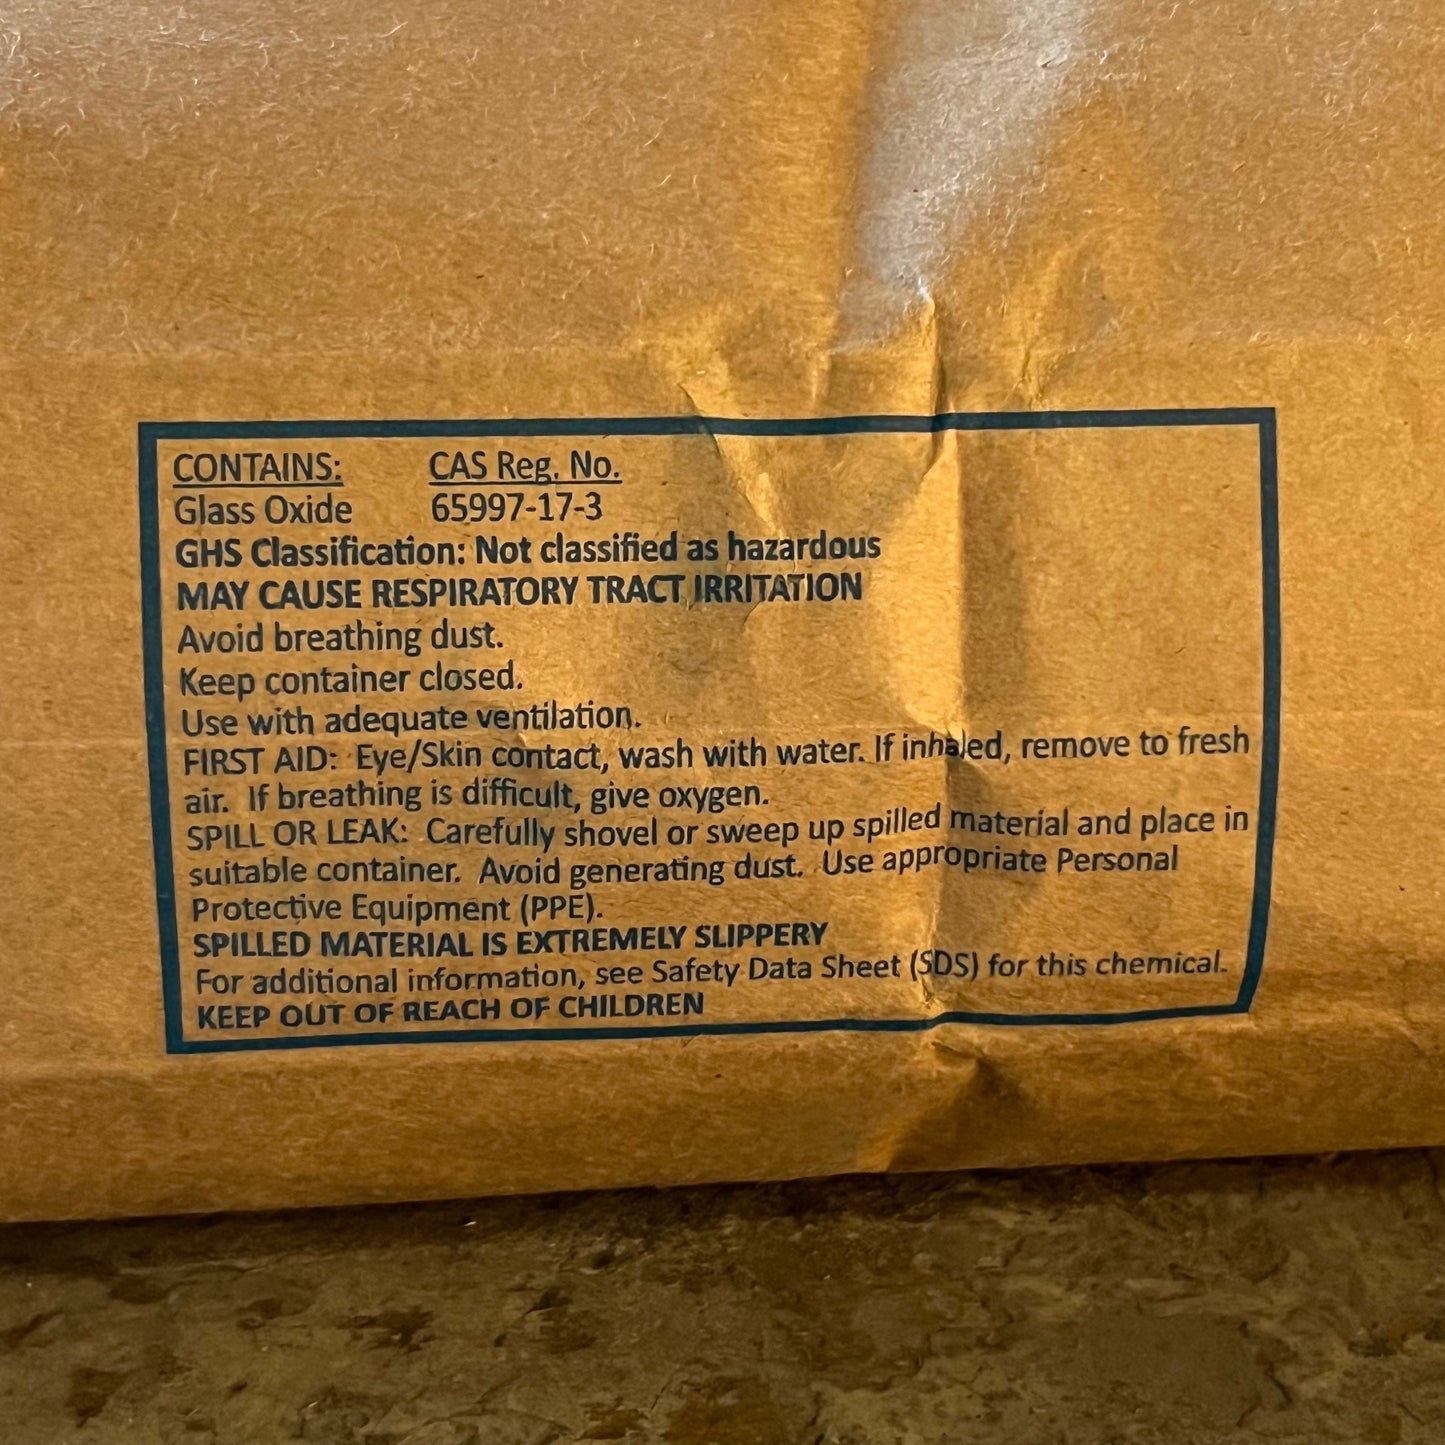 CONTAINS: CAS Reg. No.
Glass Oxide 65997-17-3
GHS Classification: Not classified as hazardous
MAY CAUSE RESPIRATORY TRACT IRRITATION
Avoid breathing dust.
Keep container closed.
Use with adequate ventilation.
FIRST AID: Eye/Skin contact, wash with water. If inhaled, remove to fresh
air. If breathing is difficult, give oxygen.
SPILL OR LEAK: Carefully shovel or sweep up spilled material and place in
suitable container. Avoid generating dust. Use appropriate Personal
Protective Equipment (PPE).
SPILLED MATERIAL IS EXTREMELY SLIPPERY
For additional information, see Safety Data Sheet (SDS) for this chemical.
KEEP OUT OF REACH OF CHILDREN